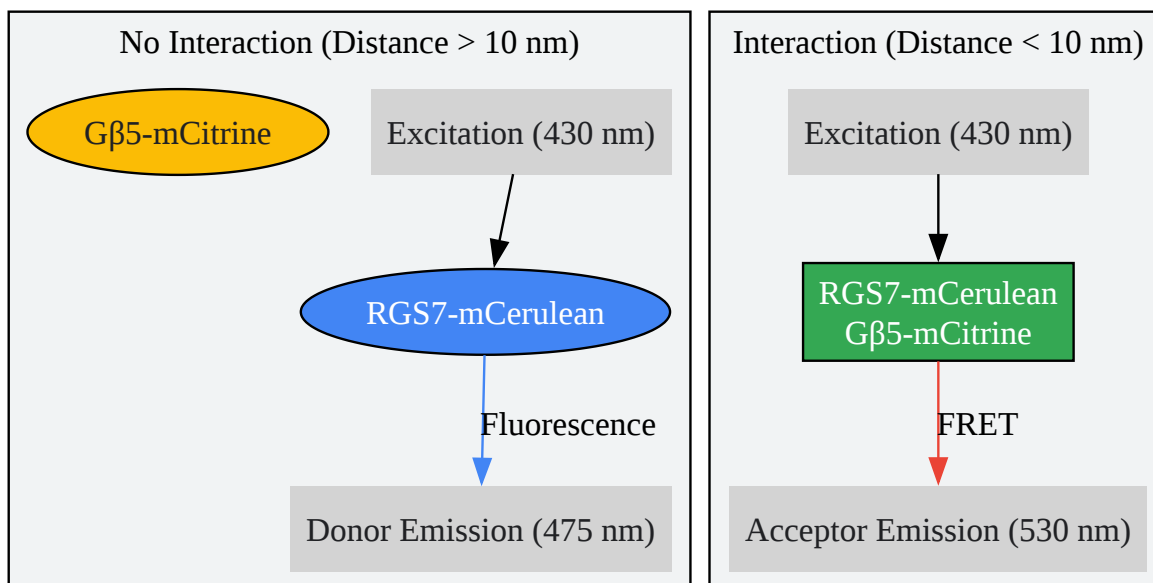 No Interaction (Distance > 10 nm)
Gβ5-mCitrine
Excitation (430 nm)
RGS7-mCerulean
Fluorescence
Donor Emission (475 nm)
Interaction (Distance < 10 nm)
Excitation (430 nm)
RGS7-mCerulean
Gβ5-mCitrine
FRET
Acceptor Emission (530 nm)